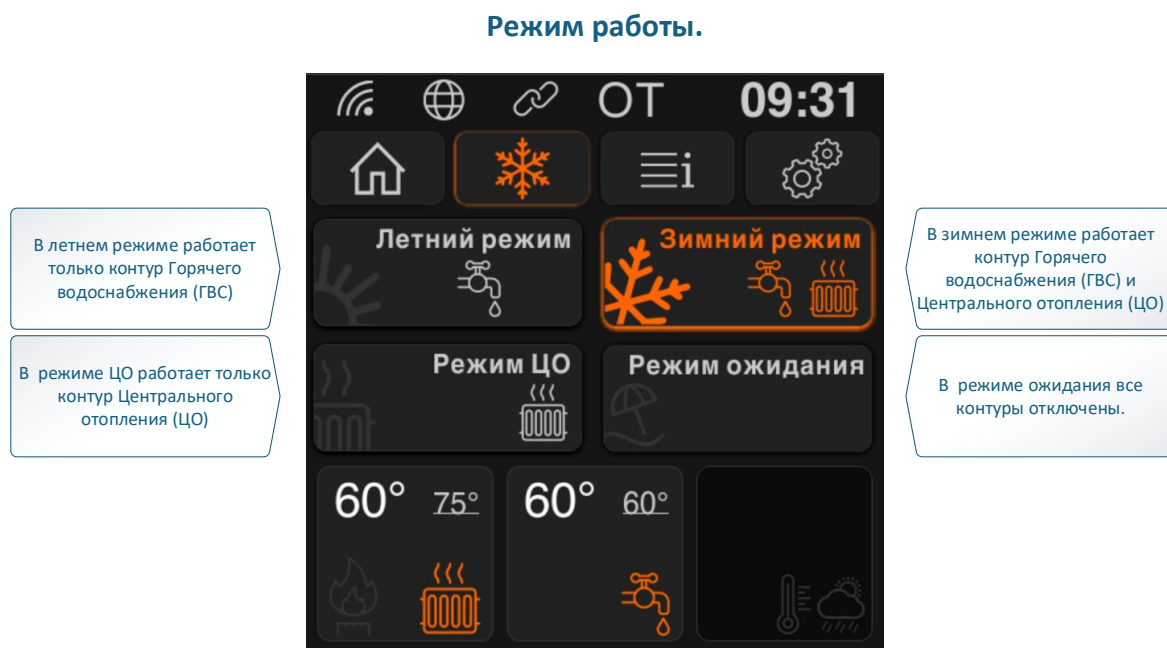 Режим работы.
OT 09:31
i
В летнем режиме работает
только контур Горячего
водоснабжения (ГВС)
Летний режим
Зимний режим
В зимнем режиме работает
контур Горячего
водоснабжения (ГВС) и
Центрального отопления (ЦО)
В режиме ЦО работает только
контур Центрального
отопления (ЦО)
Режим ЦО
Режим ожидания
В режиме ожидания все
контуры отключены.
60° 75°
60° 60°